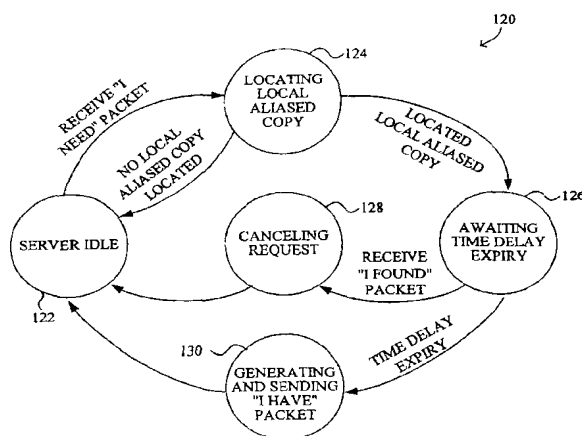 120
124
LOCATING
LOCAL
ALIASED
COPY
RECEIVE "I
NEED" PACKET
NO LOCAL
ALIASED COPY
LOCATED
LOCATED
LOCAL ALIASED
COPY
126
128
SERVER IDLE
122
CANCELING
REQUEST
AWAITING
TIME DELAY
EXPIRY
RECEIVE
"I FOUND"
PACKET
TIME DELAY
EXPIRY
130
GENERATING
AND SENDING
"I HAVE"
PACKET